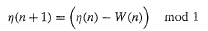 η(n + 1) = (η(n) − W(n)) mod 1